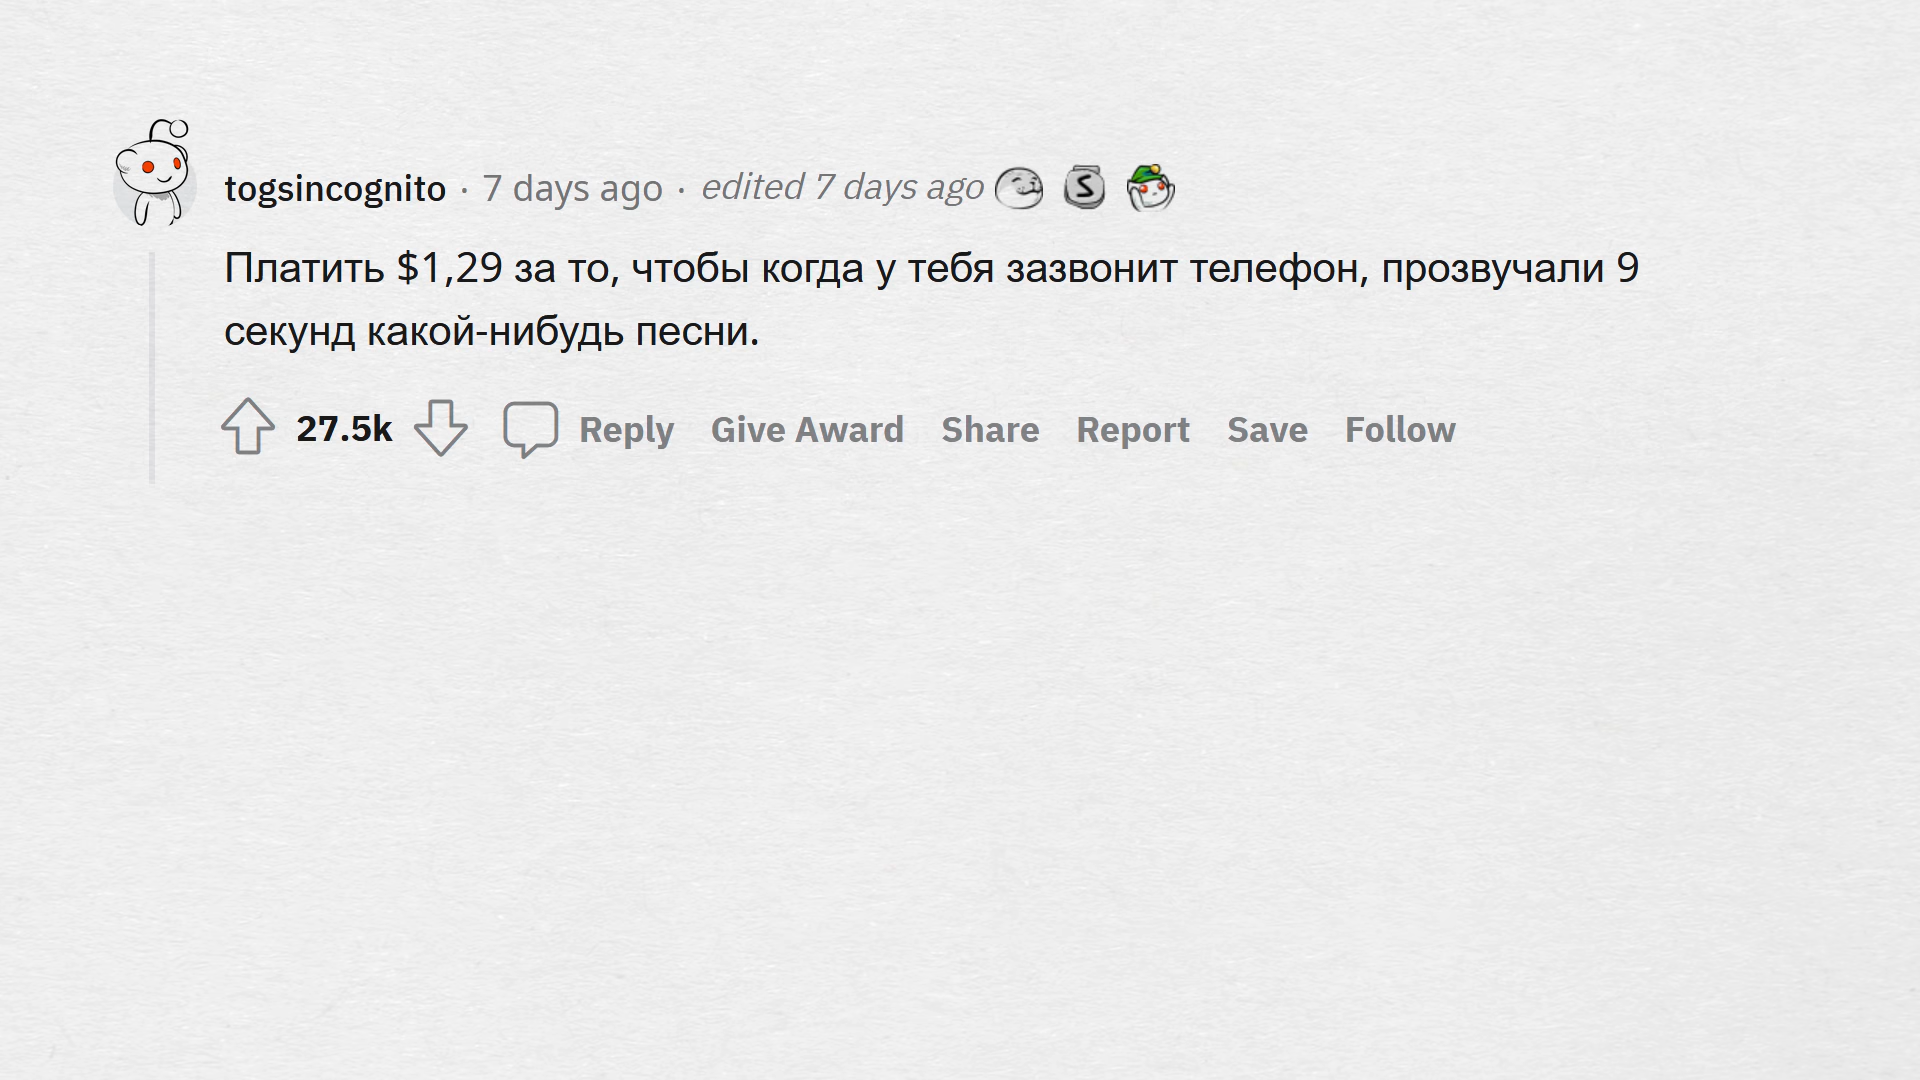 togsincognito · 7 days ago · edited 7 days ago
Платить $1,29 за то, чтобы когда у тебя зазвонит телефон, прозвучали 9
секунд какой-нибудь песни.
27.5k Reply Give Award Share Report Save Follow